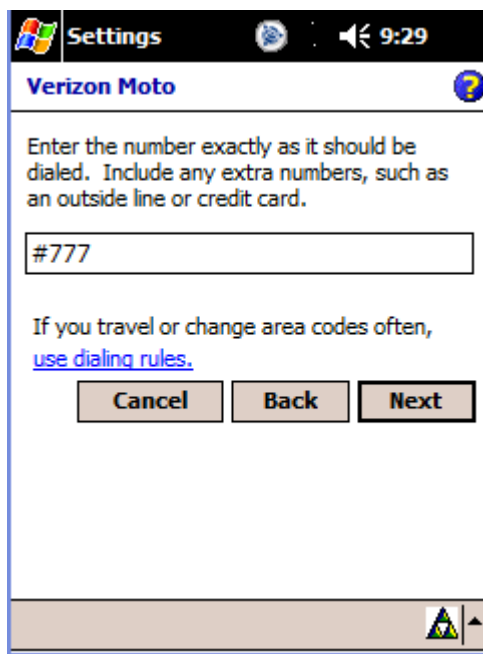 Settings 9:29
Verizon Moto
Enter the number exactly as it should be
dialed. Include any extra numbers, such as
an outside line or credit card.
#777
If you travel or change area codes often,
use dialing rules.
Cancel Back Next